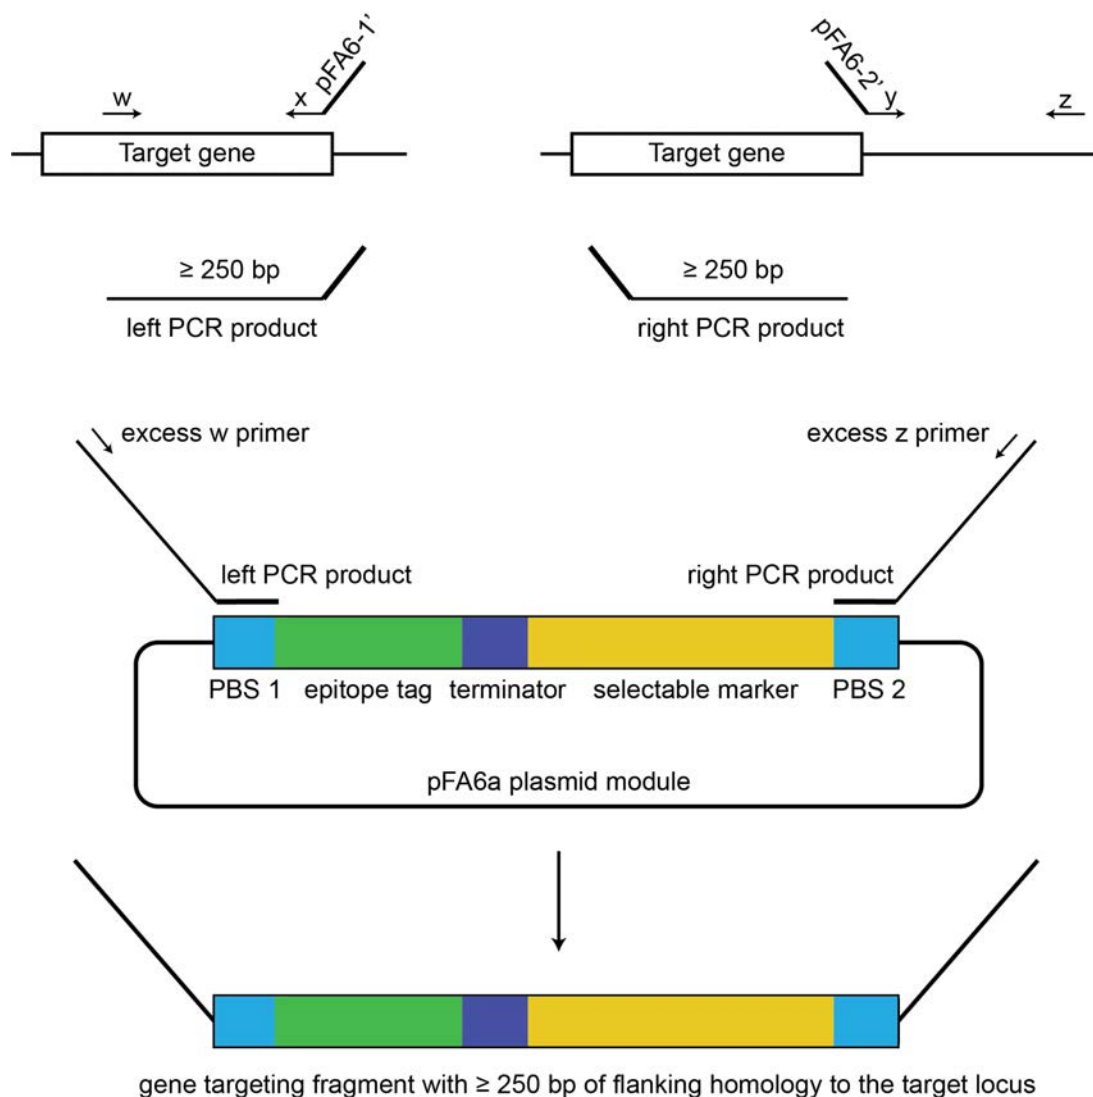 w
x
pFA6-1’
Target gene
pFA6-2’
y
z
Target gene
≥ 250 bp
left PCR product
≥ 250 bp
right PCR product
excess w primer
excess z primer
left PCR product
right PCR product
PBS 1
epitope tag
terminator
selectable marker
PBS 2
pFA6a plasmid module
gene targeting fragment with ≥ 250 bp of flanking homology to the target locus